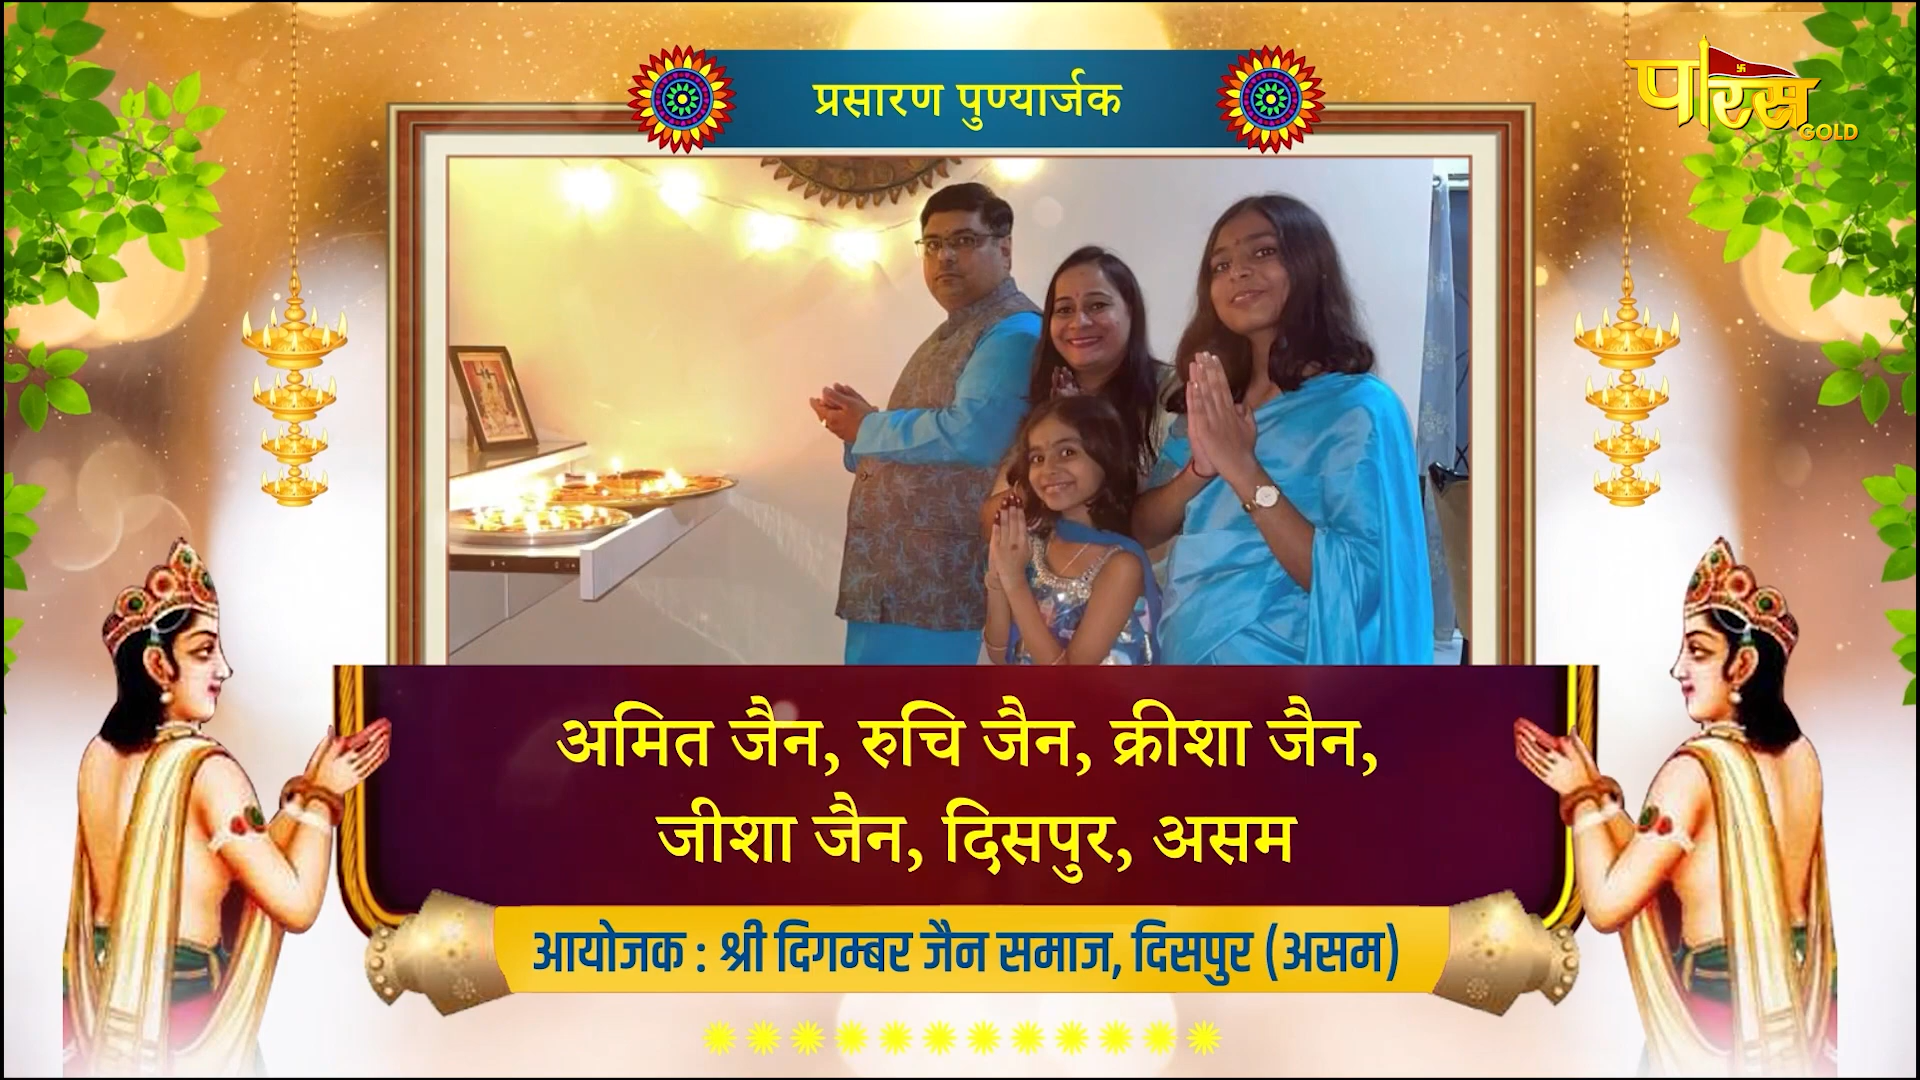 प्रसारण पुण्यार्जक
पारस
GOLD
अमित जैन, रुचि जैन, क्रीशा जैन,
जीशा जैन, दिसपुर, असम
आयोजक : श्री दिगम्बर जैन समाज, दिसपुर (असम)